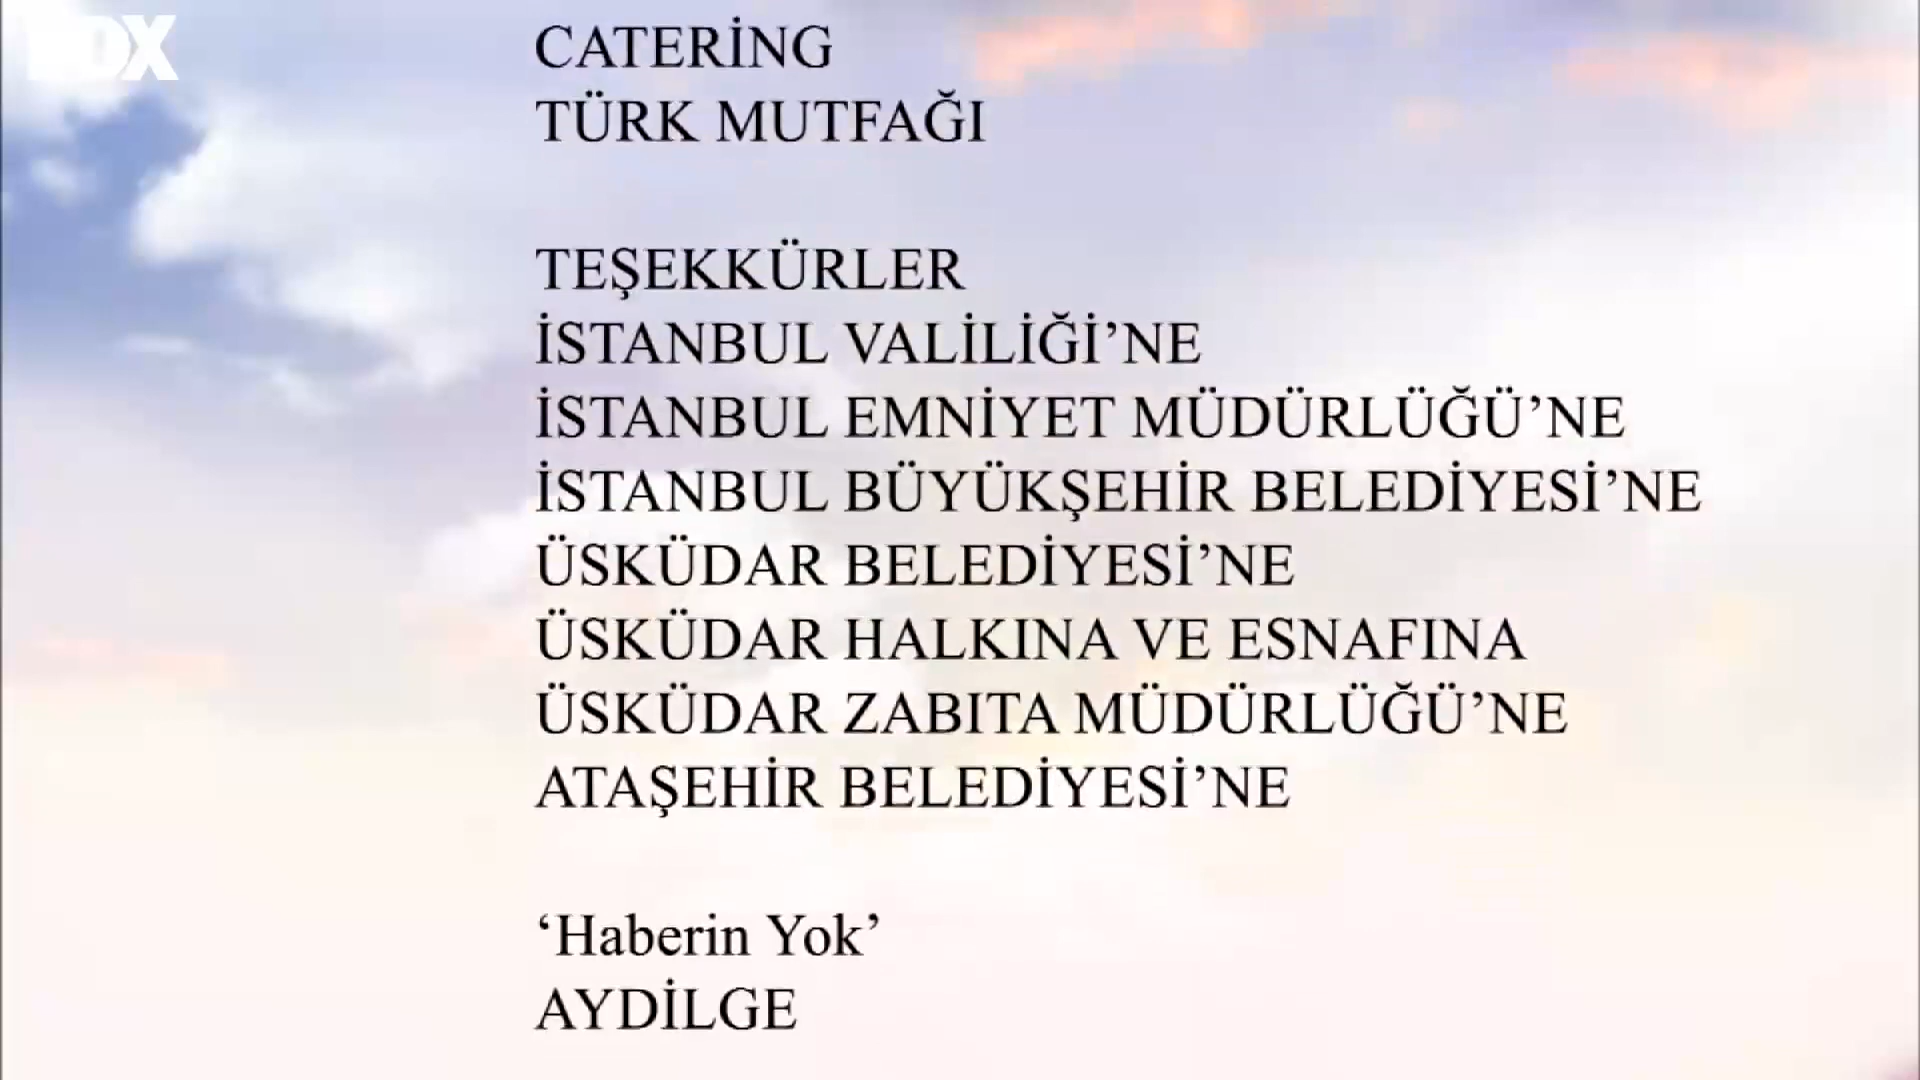 FOX
CATERİNG
TÜRK MUTFAĞI
TEŞEKKÜRLER
İSTANBUL VALİLİĞİ’NE
İSTANBUL EMNİYET MÜDÜRLÜĞÜ’NE
İSTANBUL BÜYÜKŞEHİR BELEDİYESİ’NE
ÜSKÜDAR BELEDİYESİ’NE
ÜSKÜDAR HALKINA VE ESNAFINA
ÜSKÜDAR ZABITA MÜDÜRLÜĞÜ’NE
ATAŞEHİR BELEDİYESİ’NE
‘Haberin Yok’
AYDİLGE